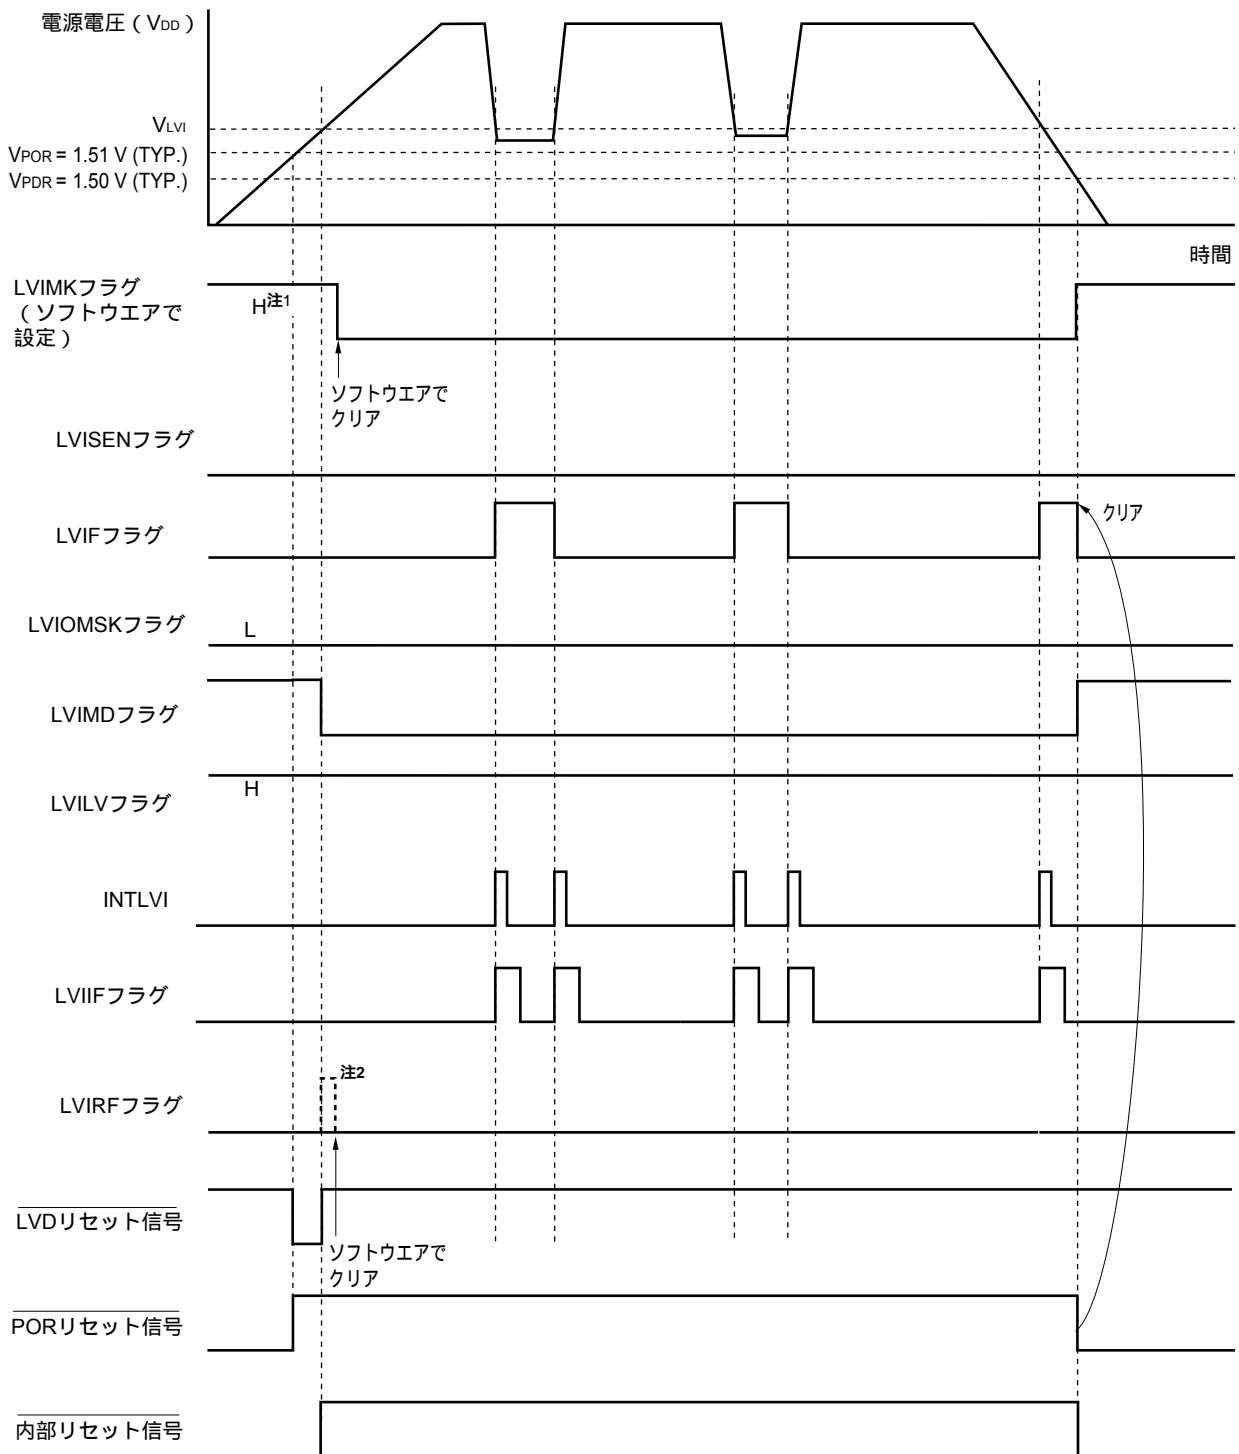 電源電圧（VDD）
VLVI
VPOR = 1.51 V (TYP.)
VPDR = 1.50 V (TYP.)
時間
LVIMKフラグ
（ソフトウエアで
設定）
H注1
ソフトウエアで
クリア
LVISENフラグ
LVIFフラグ
クリア
LVIOMSKフラグ
L
LVIMDフラグ
LVILVフラグ
H
INTLVI
LVIIFフラグ
LVIRFフラグ
注2
LVDリセット信号
ソフトウエアで
クリア
PORリセット信号
内部リセット信号